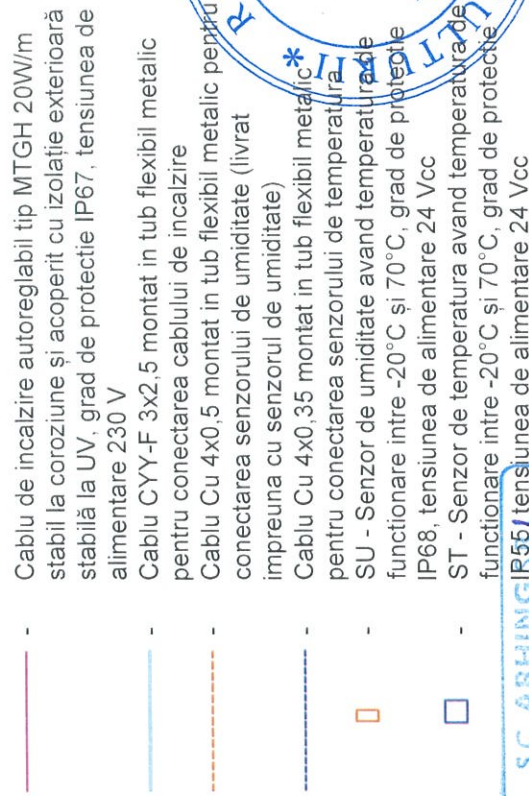 - Cablu de incalzire autoreglabil tip MTGH 20W/m
stabil la coroziune și acoperit cu izolație exterioară
stabilă la UV, grad de protectie IP67, tensiunea de
alimentare 230 V
- Cablu CYY-F 3x2,5 montat in tub flexibil metalic
pentru conectarea cablului de incalzire
- Cablu Cu 4x0,5 montat in tub flexibil metalic pentru
conectarea senzorului de umiditate (livrat
impreuna cu senzorul de umiditate)
- Cablu Cu 4x0,35 montat in tub flexibil metalic
pentru conectarea senzorului de temperatura
- SU - Senzor de umiditate avand temperatura de
functionare intre -20°C și 70°C, grad de protectie
IP68, tensiunea de alimentare 24 Vcc
- ST - Senzor de temperatura avand temperatura de
functionare intre -20°C și 70°C, grad de protectie
IP55, tensiunea de alimentare 24 Vcc
S.C.
* R
ULTURII *